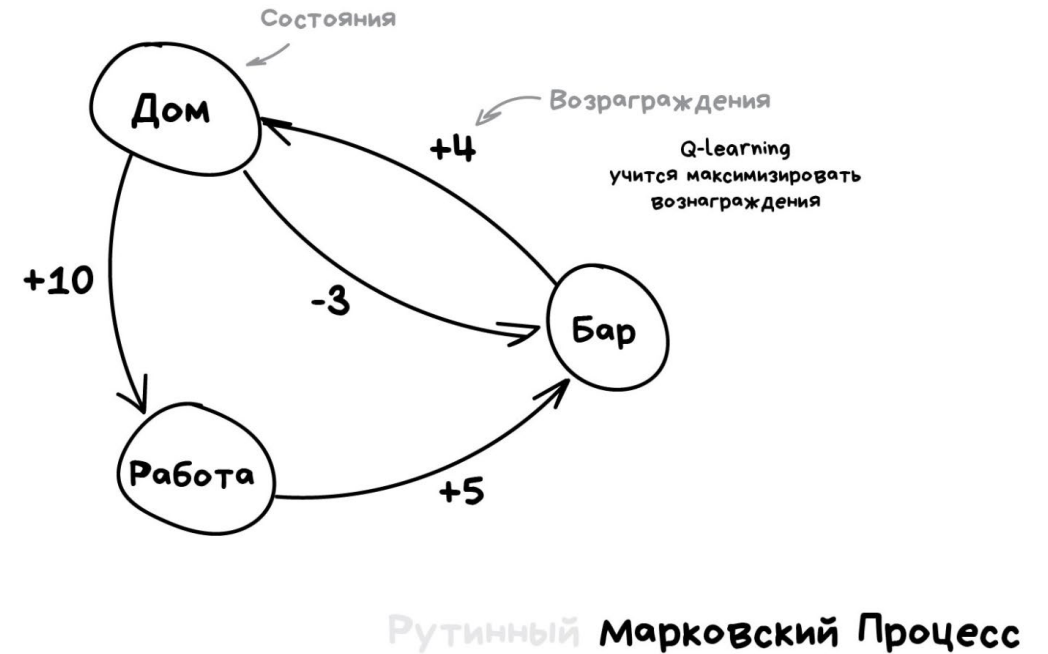 Состояния
Дом
Возраграждения
+4
Q-learning
учится максимизировать
вознаграждения
+10
-3
Бар
Работа
+5
Рутинный Марковский Процесс